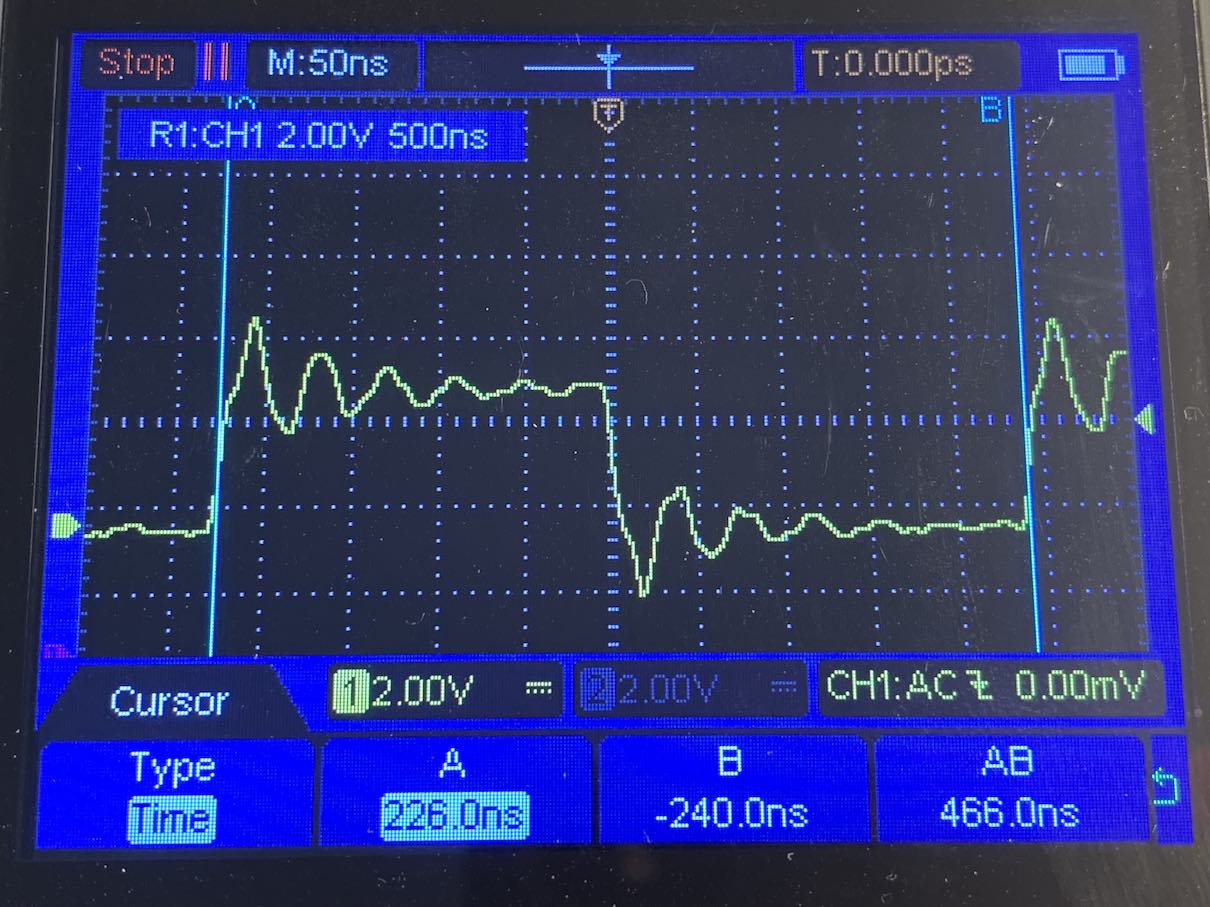 Stop M:50ns T:0.000ps
B
R1:CH1 2.00V 500ns
T
Cursor 1 2.00V 2 2.00V CH1:AC 0.00mV
Type A B AB
Time 226.0ns -240.0ns 466.0ns